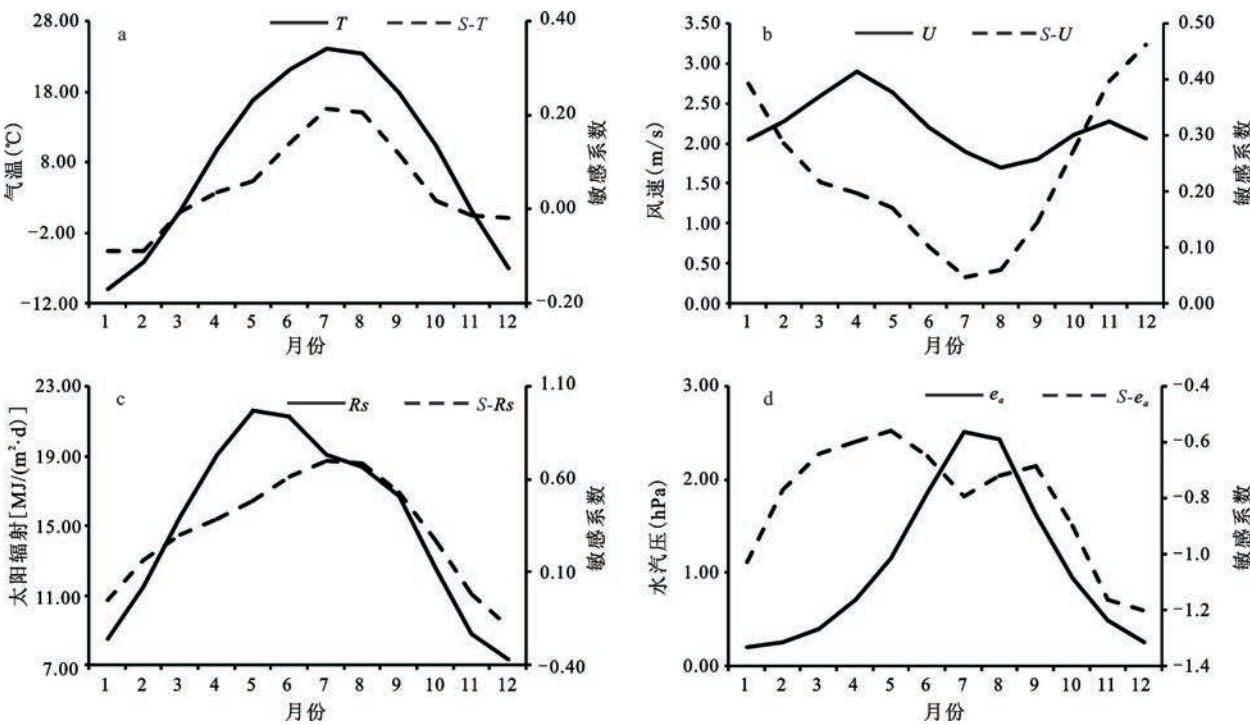 a
T
S-T
28.00
18.00
8.00
−2.00
−12.00
0.40
0.20
0.00
−0.20
气温(℃)
敏感系数
1 2 3 4 5 6 7 8 9 10 11 12
月份
b
U
S-U
3.50
3.00
2.50
2.00
1.50
1.00
0.50
0.00
0.50
0.40
0.30
0.20
0.10
0.00
风速(m/s)
敏感系数
1 2 3 4 5 6 7 8 9 10 11 12
月份
c
Rs
S-Rs
23.00
19.00
15.00
11.00
7.00
1.10
0.60
0.10
−0.40
太阳辐射[MJ/(m²·d)]
敏感系数
1 2 3 4 5 6 7 8 9 10 11 12
月份
d
eₐ
S-eₐ
3.00
2.00
1.00
0.00
−0.4
−0.6
−0.8
−1.0
−1.2
−1.4
水汽压(hPa)
敏感系数
1 2 3 4 5 6 7 8 9 10 11 12
月份